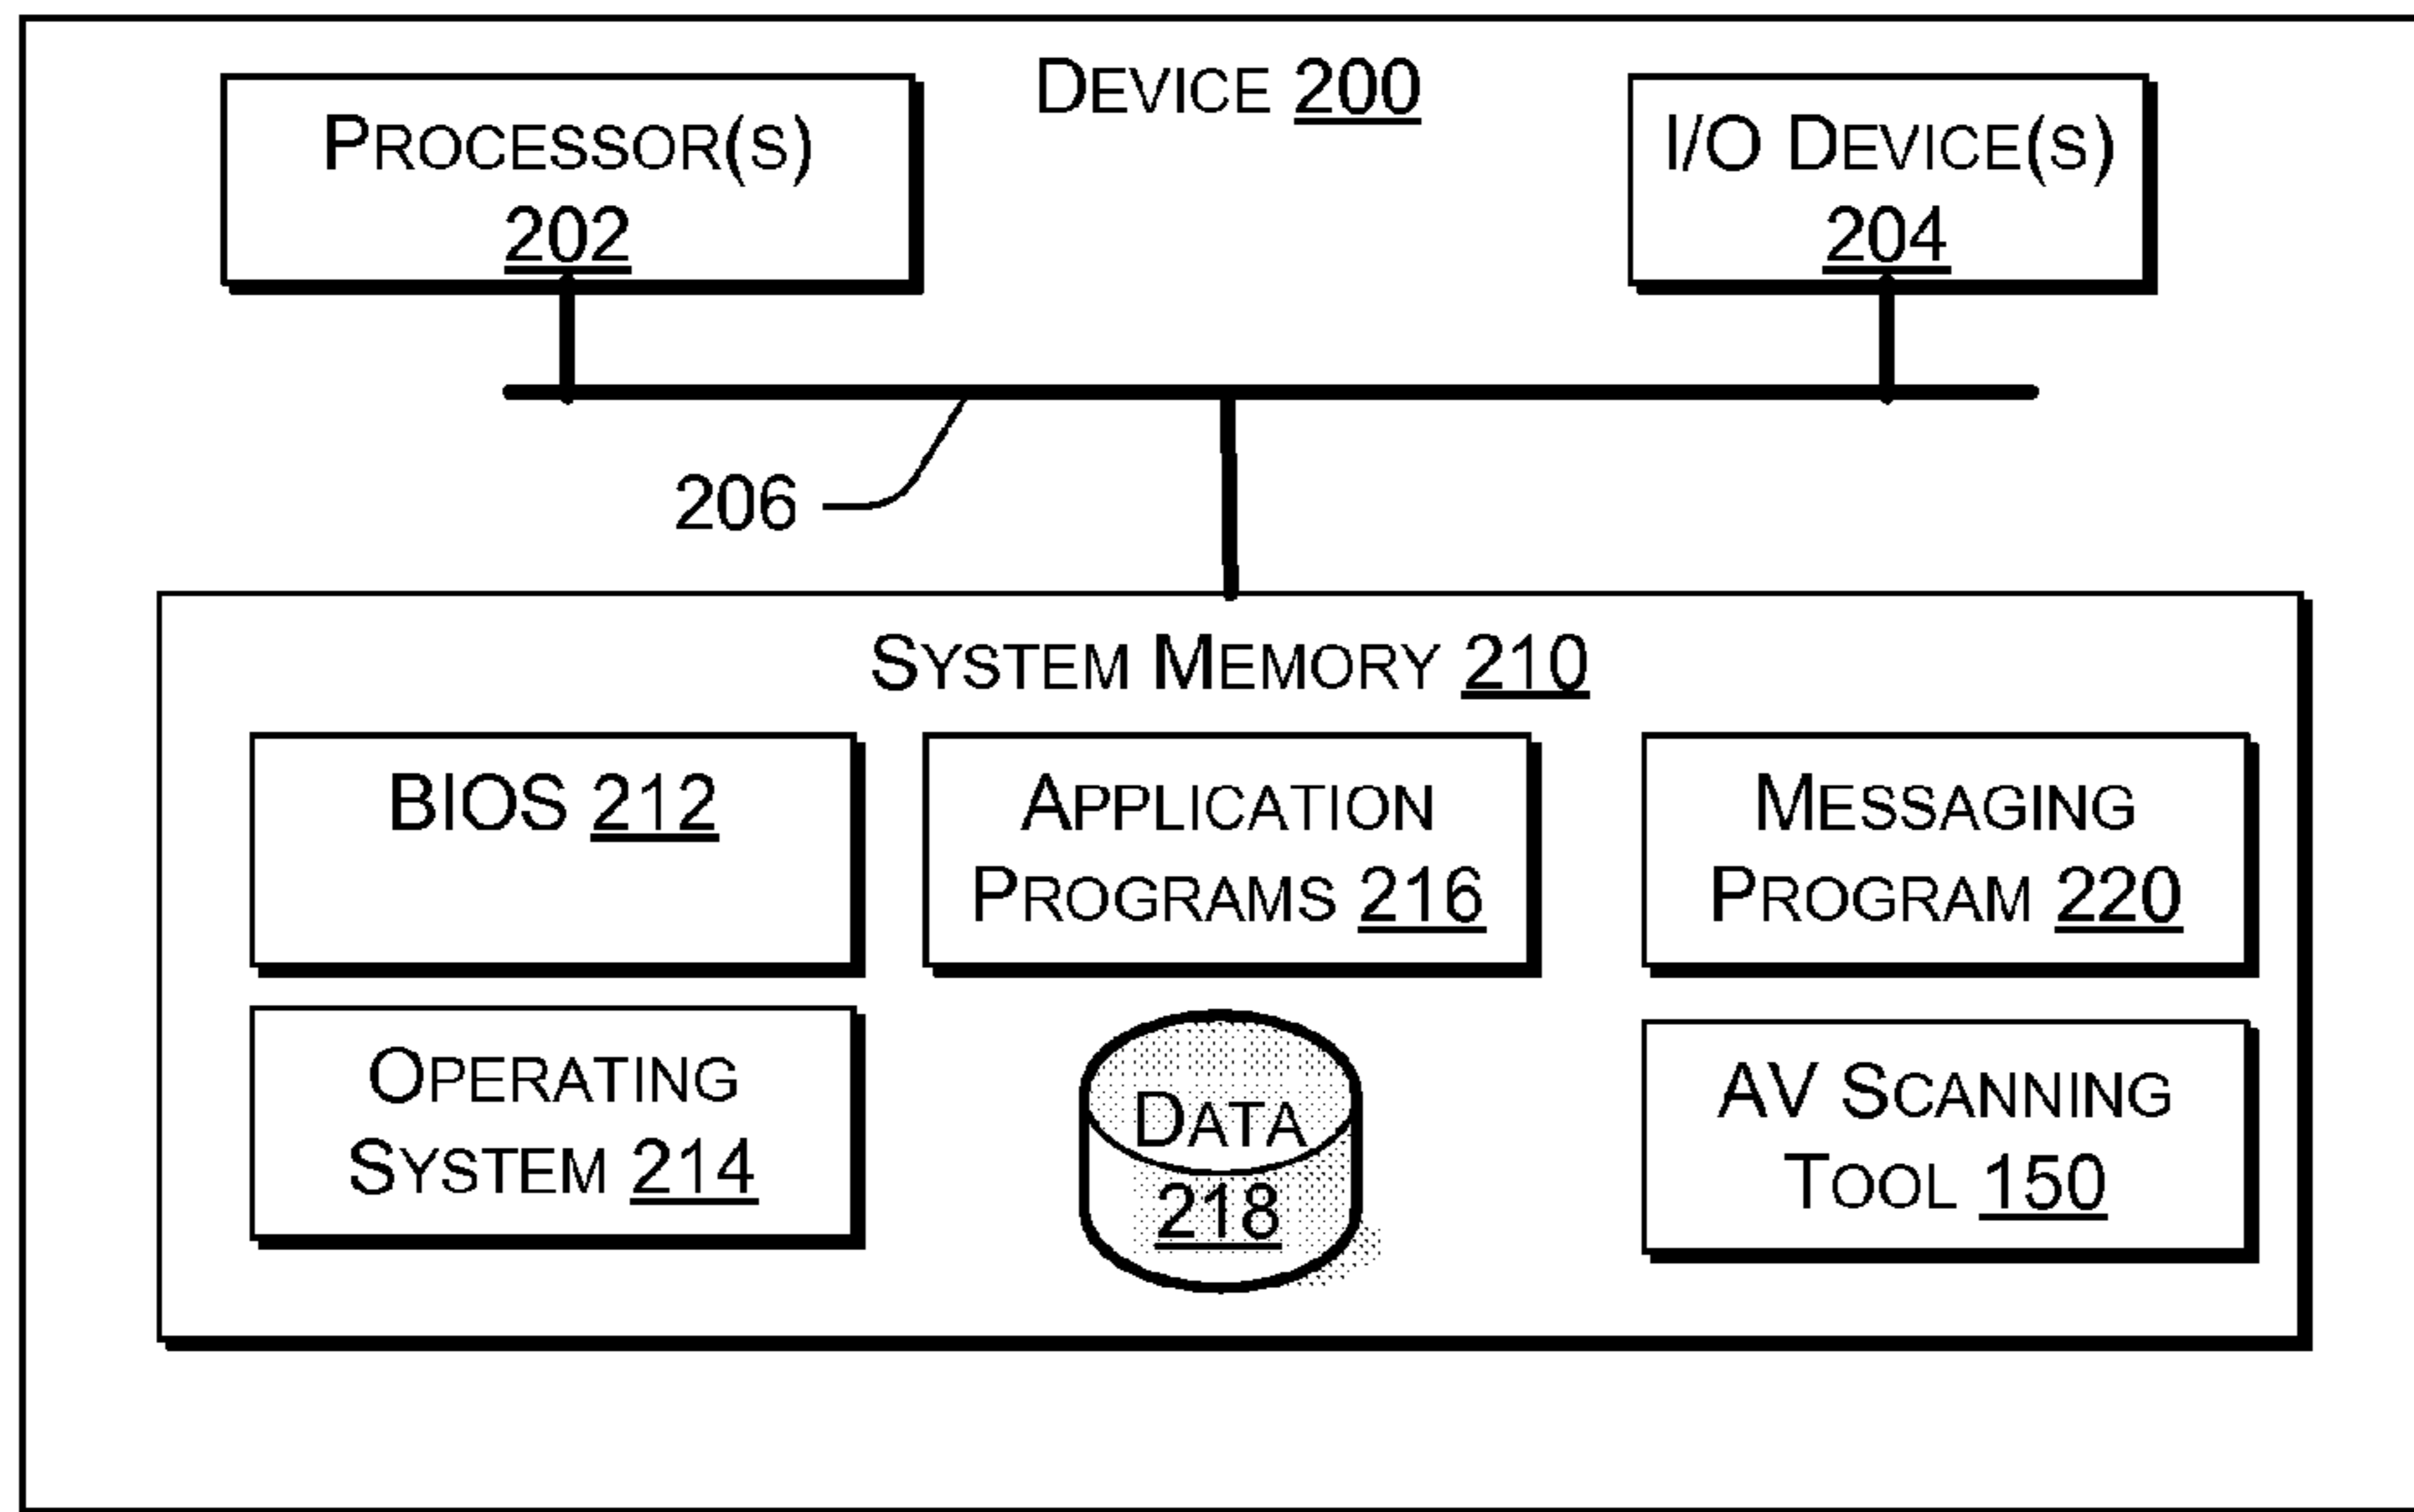 DEVICE 200
PROCESSOR(S)
202
I/O DEVICE(S)
204
206
SYSTEM MEMORY 210
BIOS 212
APPLICATION
PROGRAMS 216
MESSAGING
PROGRAM 220
OPERATING
SYSTEM 214
DATA
218
AV SCANNING
TOOL 150